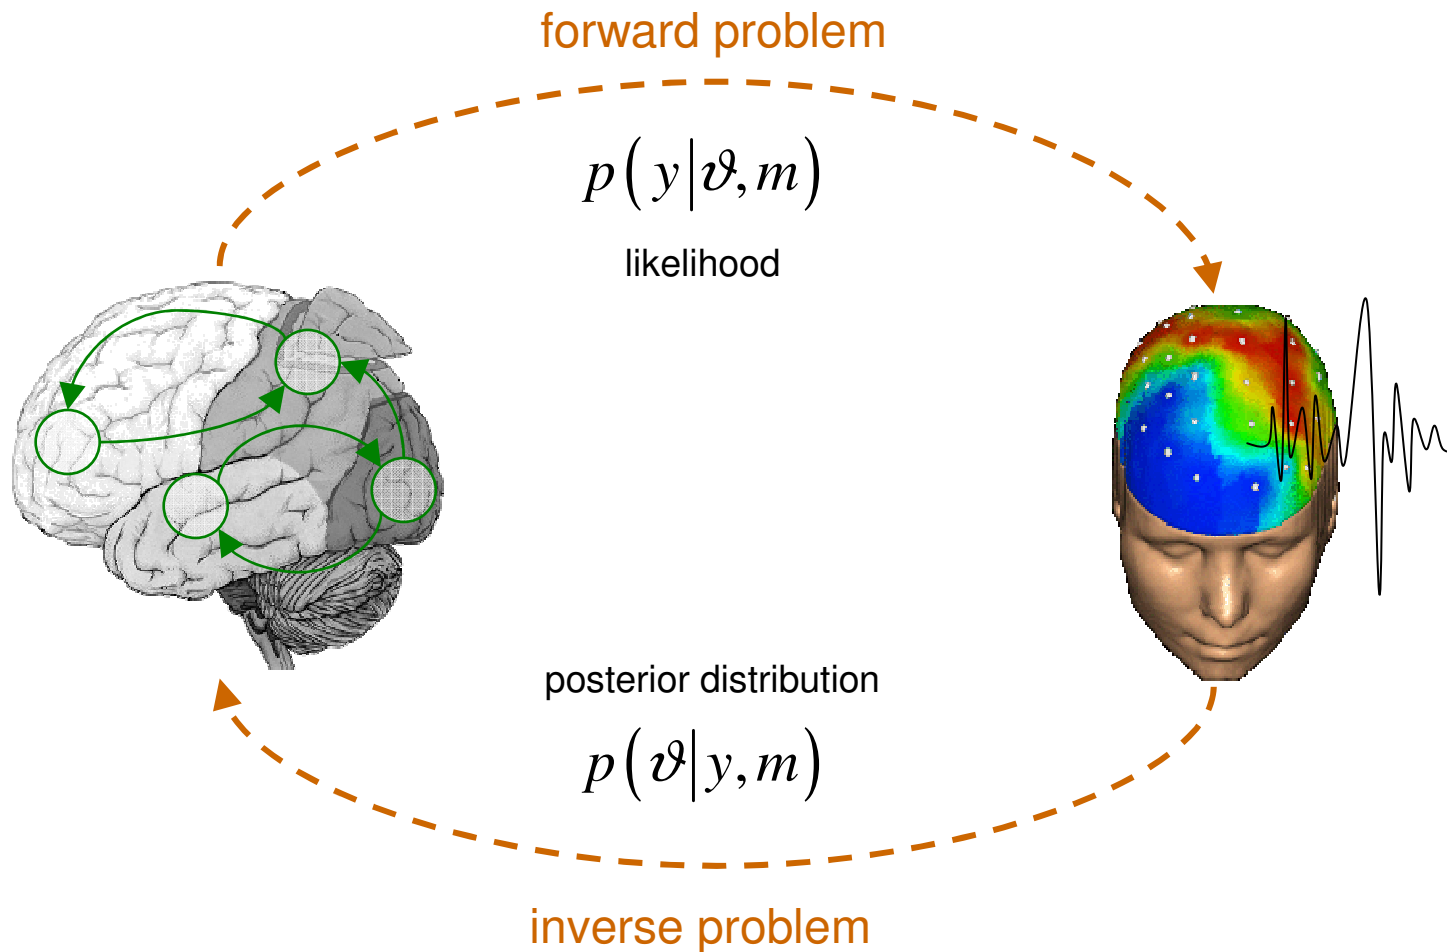 forward problem
p(y|ϑ,m)
likelihood
posterior distribution
p(ϑ|y,m)
inverse problem